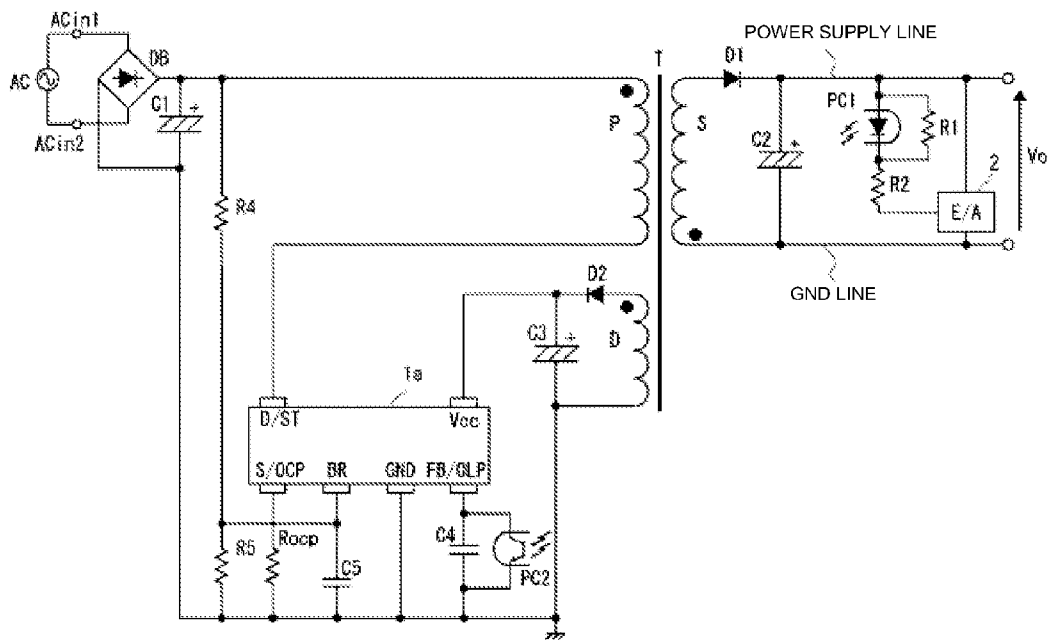 ACin1
AC
DB
C1
ACin2
R4
T
P
S
D1
POWER SUPPLY LINE
PC1
R1
C2
R2
2
E/A
Vo
GND LINE
D2
C3
D
1a
D/ST
Vcc
S/OCP
BR
GND
FB/OLP
R5
Rocp
C5
C4
PC2